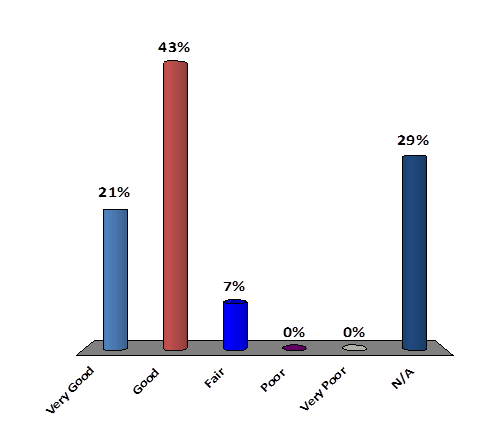 43%
29%
21%
7%
0%
0%
Very Good
Good
Fair
Poor
Very Poor
N/A